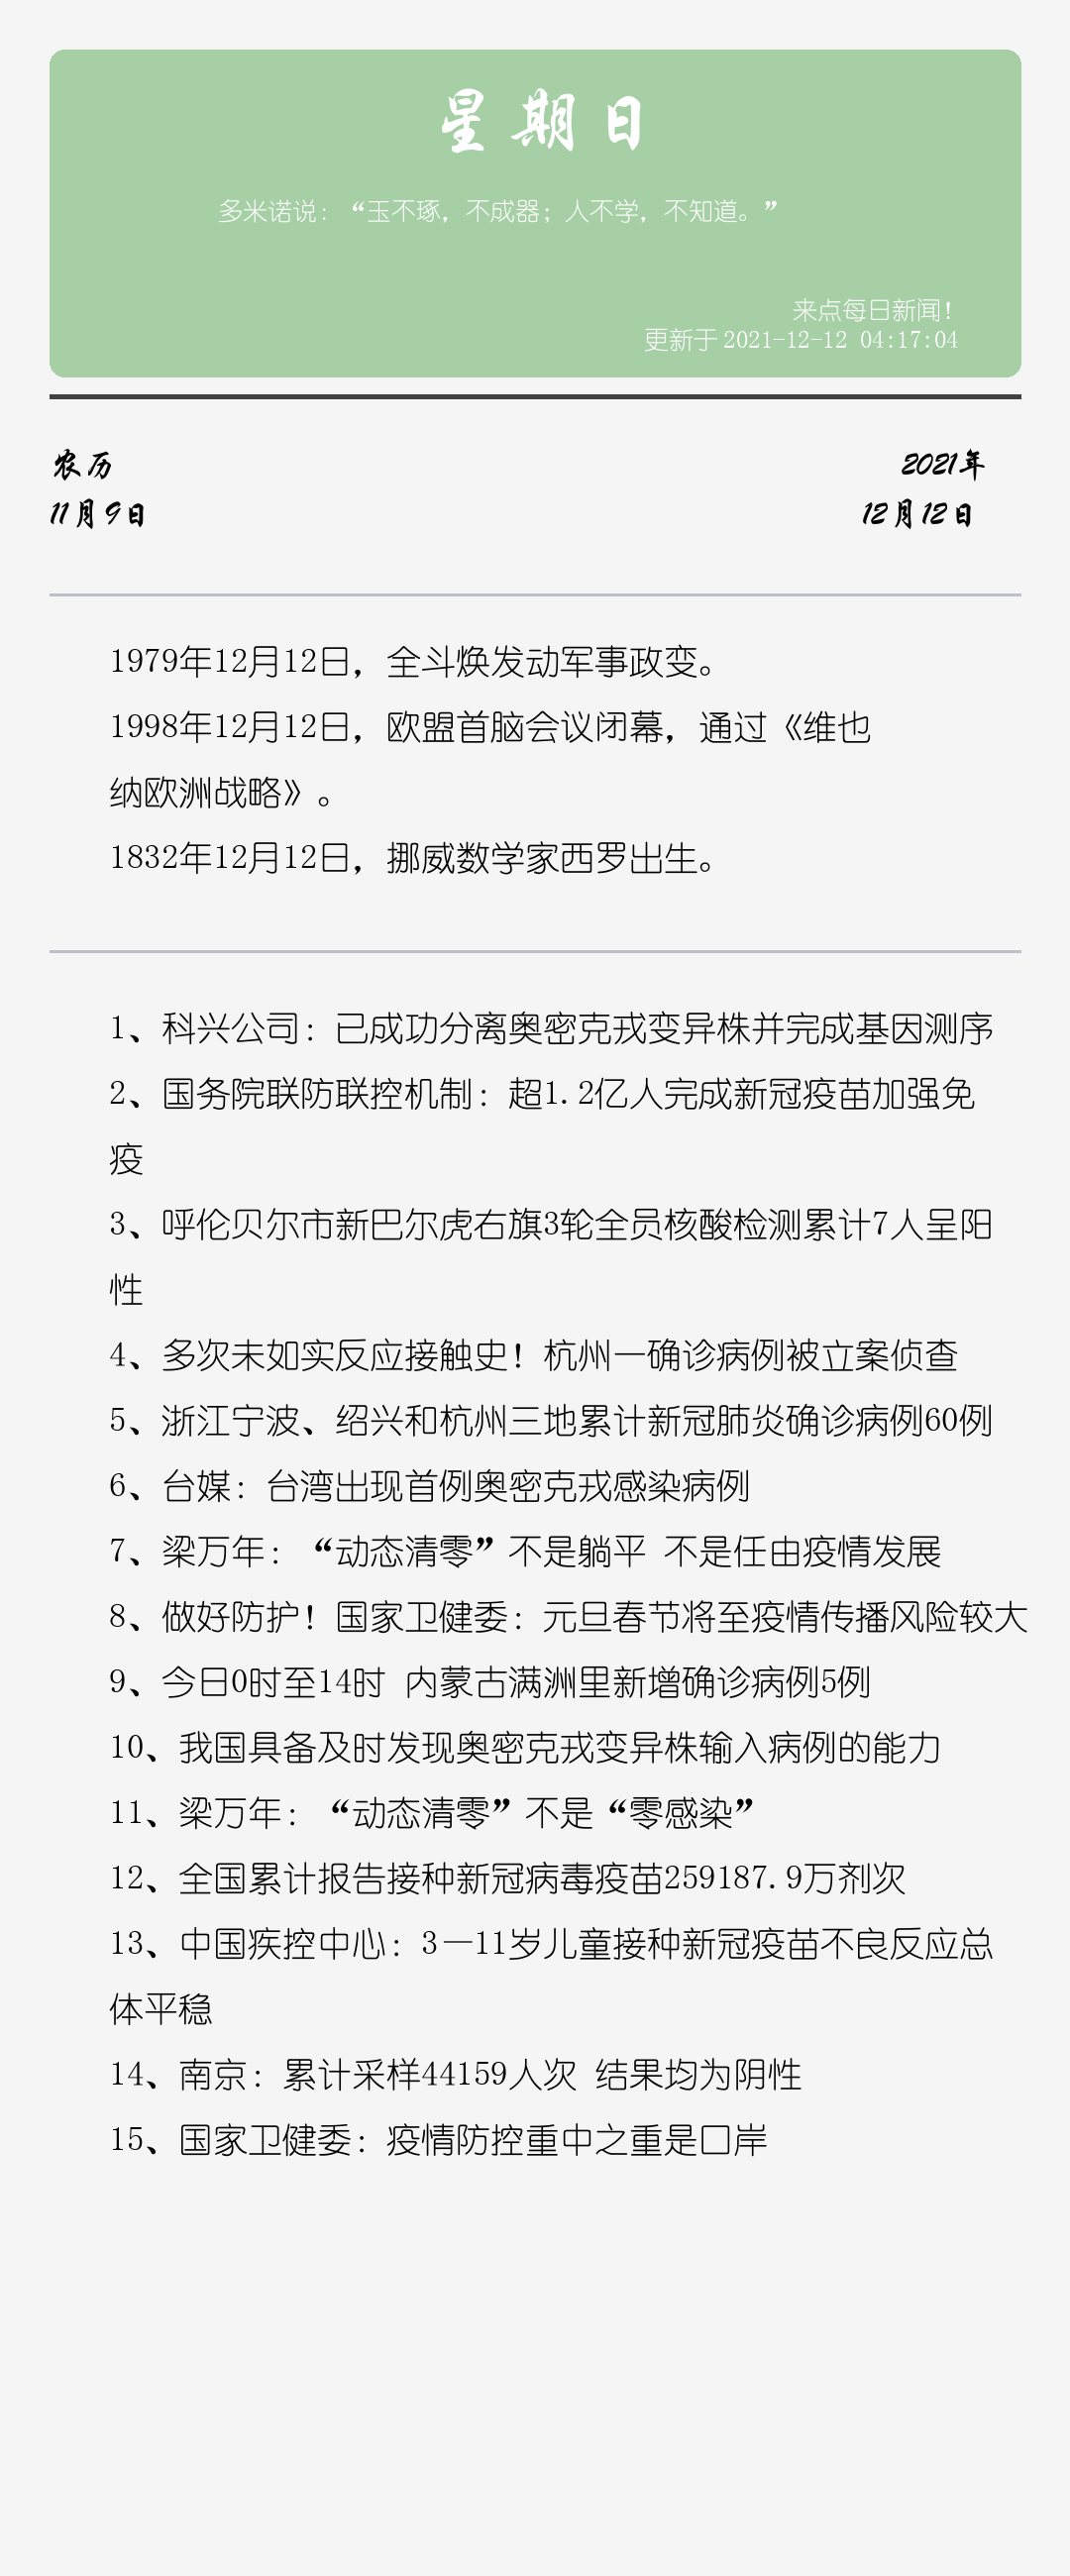 星期日
多米诺说：“玉不琢，不成器；人不学，不知道。”
来点每日新闻！
更新于 2021-12-12 04:17:04
农历
11月9日
2021年
12月12日
1979年12月12日，全斗焕发动军事政变。
1998年12月12日，欧盟首脑会议闭幕，通过《维也
纳欧洲战略》。
1832年12月12日，挪威数学家西罗出生。
1、科兴公司：已成功分离奥密克戎变异株并完成基因测序
2、国务院联防联控机制：超1.2亿人完成新冠疫苗加强免
疫
3、呼伦贝尔市新巴尔虎右旗3轮全员核酸检测累计7人呈阳
性
4、多次未如实反应接触史！杭州一确诊病例被立案侦查
5、浙江宁波、绍兴和杭州三地累计新冠肺炎确诊病例60例
6、台媒：台湾出现首例奥密克戎感染病例
7、梁万年：“动态清零”不是躺平 不是任由疫情发展
8、做好防护！国家卫健委：元旦春节将至疫情传播风险较大
9、今日0时至14时 内蒙古满洲里新增确诊病例5例
10、我国具备及时发现奥密克戎变异株输入病例的能力
11、梁万年：“动态清零”不是“零感染”
12、全国累计报告接种新冠病毒疫苗259187.9万剂次
13、中国疾控中心：3—11岁儿童接种新冠疫苗不良反应总
体平稳
14、南京：累计采样44159人次 结果均为阴性
15、国家卫健委：疫情防控重中之重是口岸